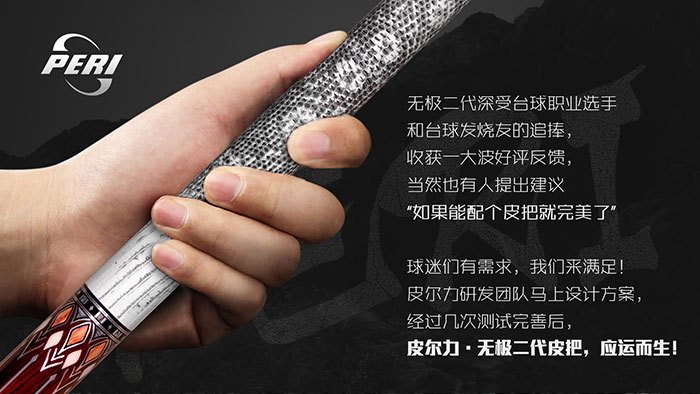 PERI
无极二代深受台球职业选手
和台球发烧友的追捧，
收获一大波好评反馈，
当然也有人提出建议
“如果能配个皮把就完美了”
球迷们有需求，我们来满足！
皮尔力研发团队马上设计方案，
经过几次测试完善后，
皮尔力·无极二代皮把，应运而生！